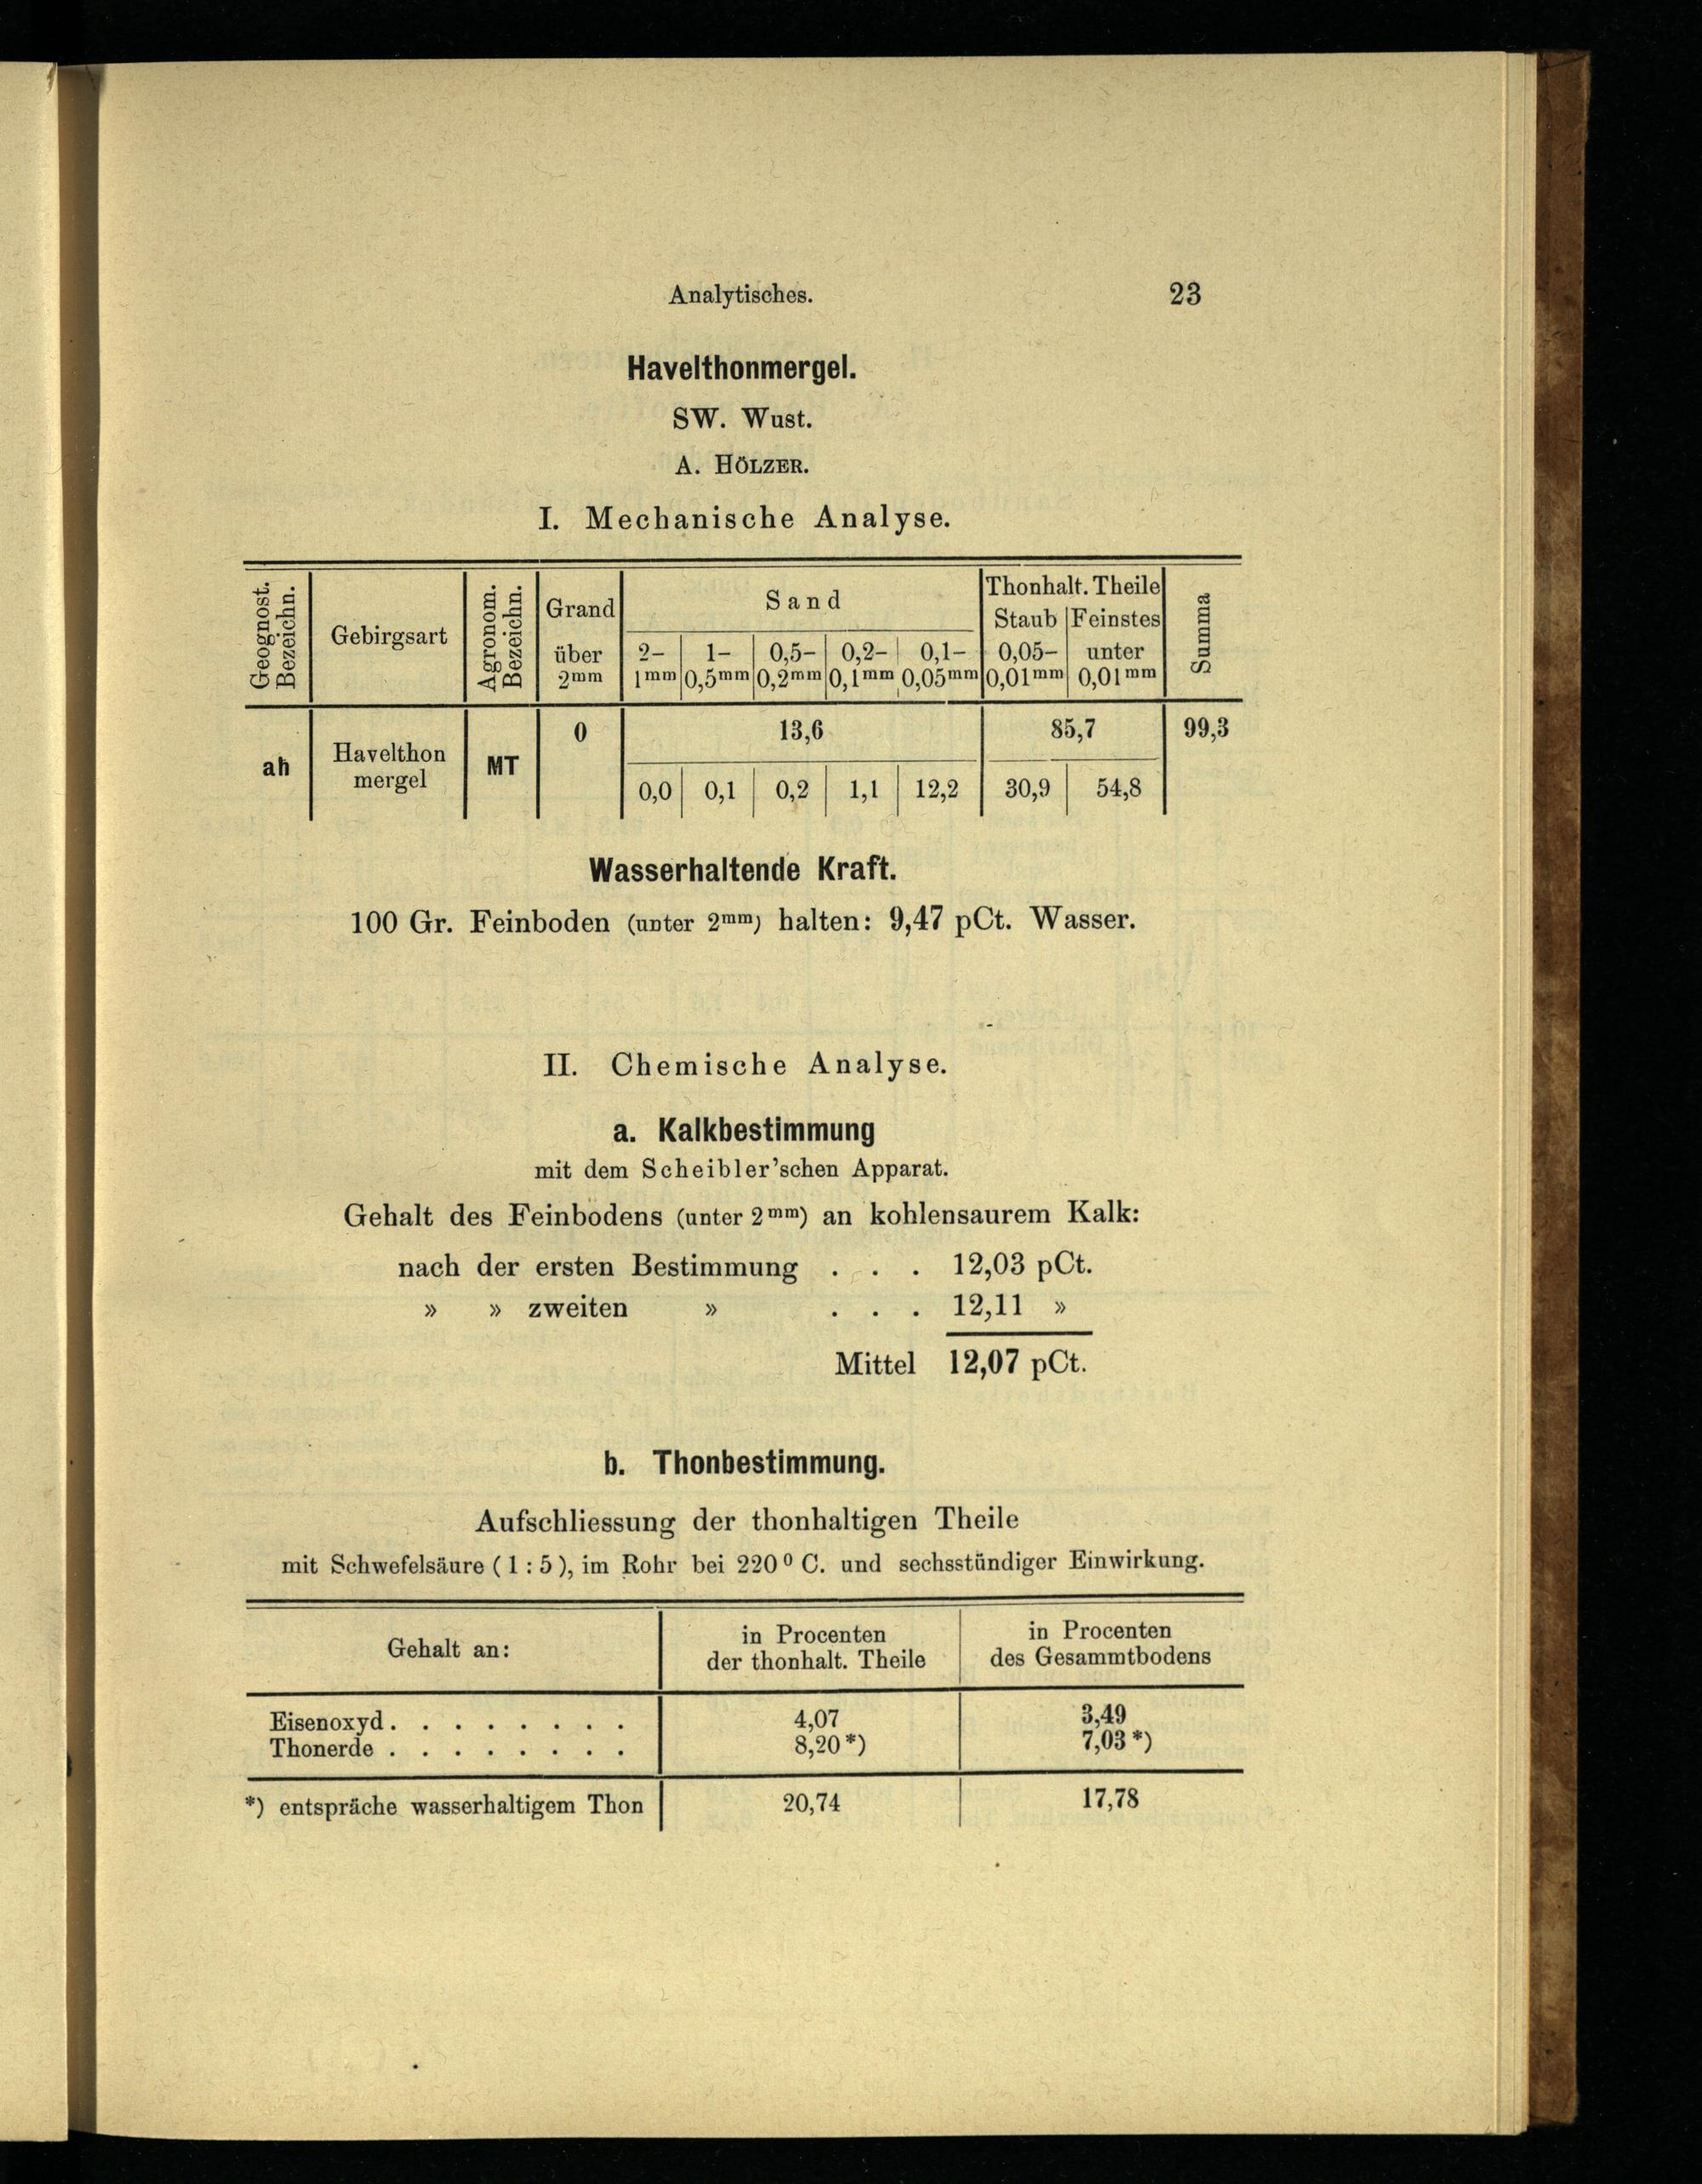 Analytisches. 23
Havelthonmergel.
SW. Wust.
A. HÖLZER.
I. Mechanische Analyse.
Geognost. Bezeichn. Gebirgsart Agronom. Bezeichn. Grand Sand Thonhalt. Theile Summa
Staub Feinstes
über 2– 1– 0,5– 0,2– 0,1– 0,05– unter
2mm 1mm 0,5mm 0,2mm 0,1mm 0,05mm 0,01mm 0,01mm
ah Havelthon MT 0 13,6 85,7 99,3
mergel 0,0 0,1 0,2 1,1 12,2 30,9 54,8
Wasserhaltende Kraft.
100 Gr. Feinboden (unter 2mm) halten: 9,47 pCt. Wasser.
II. Chemische Analyse.
a. Kalkbestimmung
mit dem Scheibler'schen Apparat.
Gehalt des Feinbodens (unter 2mm) an kohlensaurem Kalk:
nach der ersten Bestimmung . . . 12,03 pCt.
» » zweiten » . . . 12,11 »
Mittel 12,07 pCt.
b. Thonbestimmung.
Aufschliessung der thonhaltigen Theile
mit Schwefelsäure (1 : 5), im Rohr bei 220⁰ C. und sechsstündiger Einwirkung.
Gehalt an: in Procenten in Procenten
der thonhalt. Theile des Gesammtbodens
Eisenoxyd. . . . . . . . . 4,07 3,49
Thonerde . . . . . . . . . 8,20*) 7,03*)
*) entspräche wasserhaltigem Thon 20,74 17,78